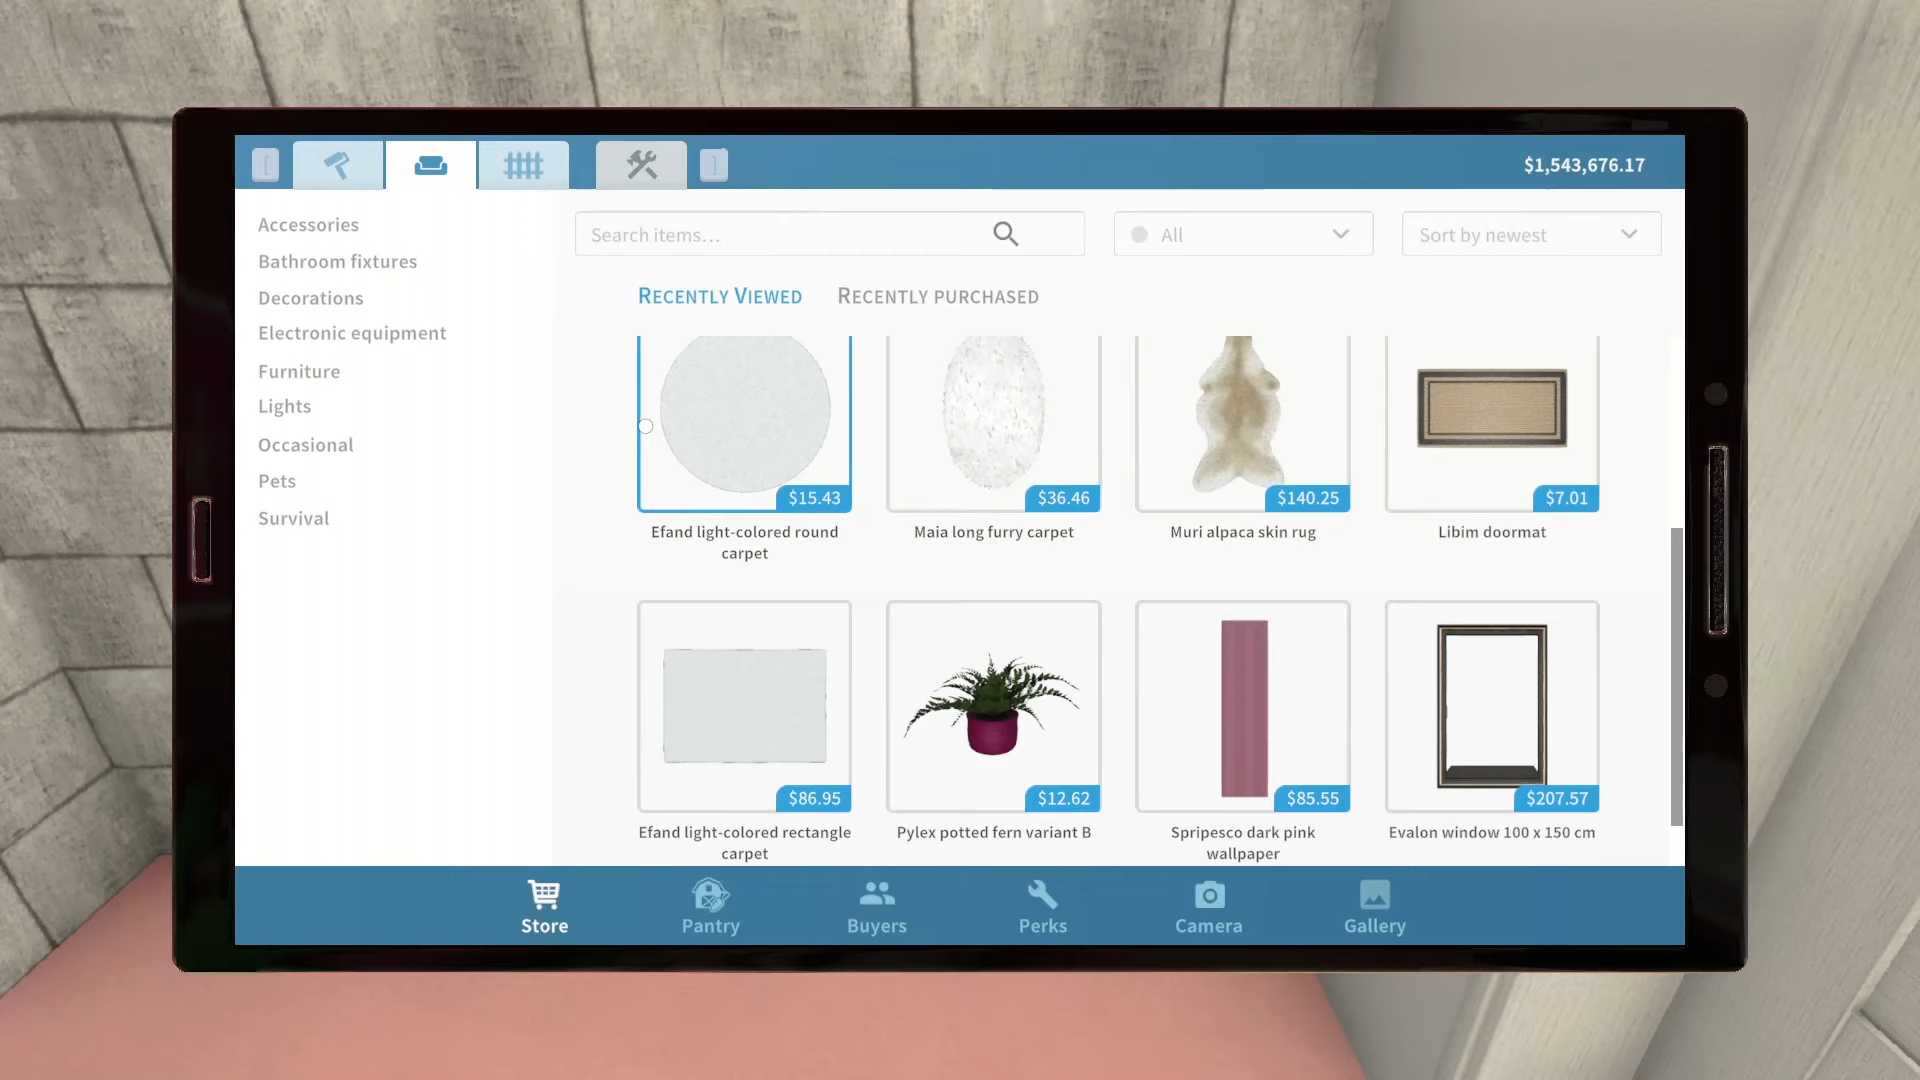 [
]
$1,543,676.17
Accessories
Bathroom fixtures
Decorations
Electronic equipment
Furniture
Lights
Occasional
Pets
Survival
Search items...
All
Sort by newest
RECENTLY VIEWED
RECENTLY PURCHASED
$15.43
Efand light-colored round
carpet
$36.46
Maia long furry carpet
$140.25
Muri alpaca skin rug
$7.01
Libim doormat
$86.95
Efand light-colored rectangle
carpet
$12.62
Pylex potted fern variant B
$85.55
Spripesco dark pink
wallpaper
$207.57
Evalon window 100 x 150 cm
Store
Pantry
Buyers
Perks
Camera
Gallery